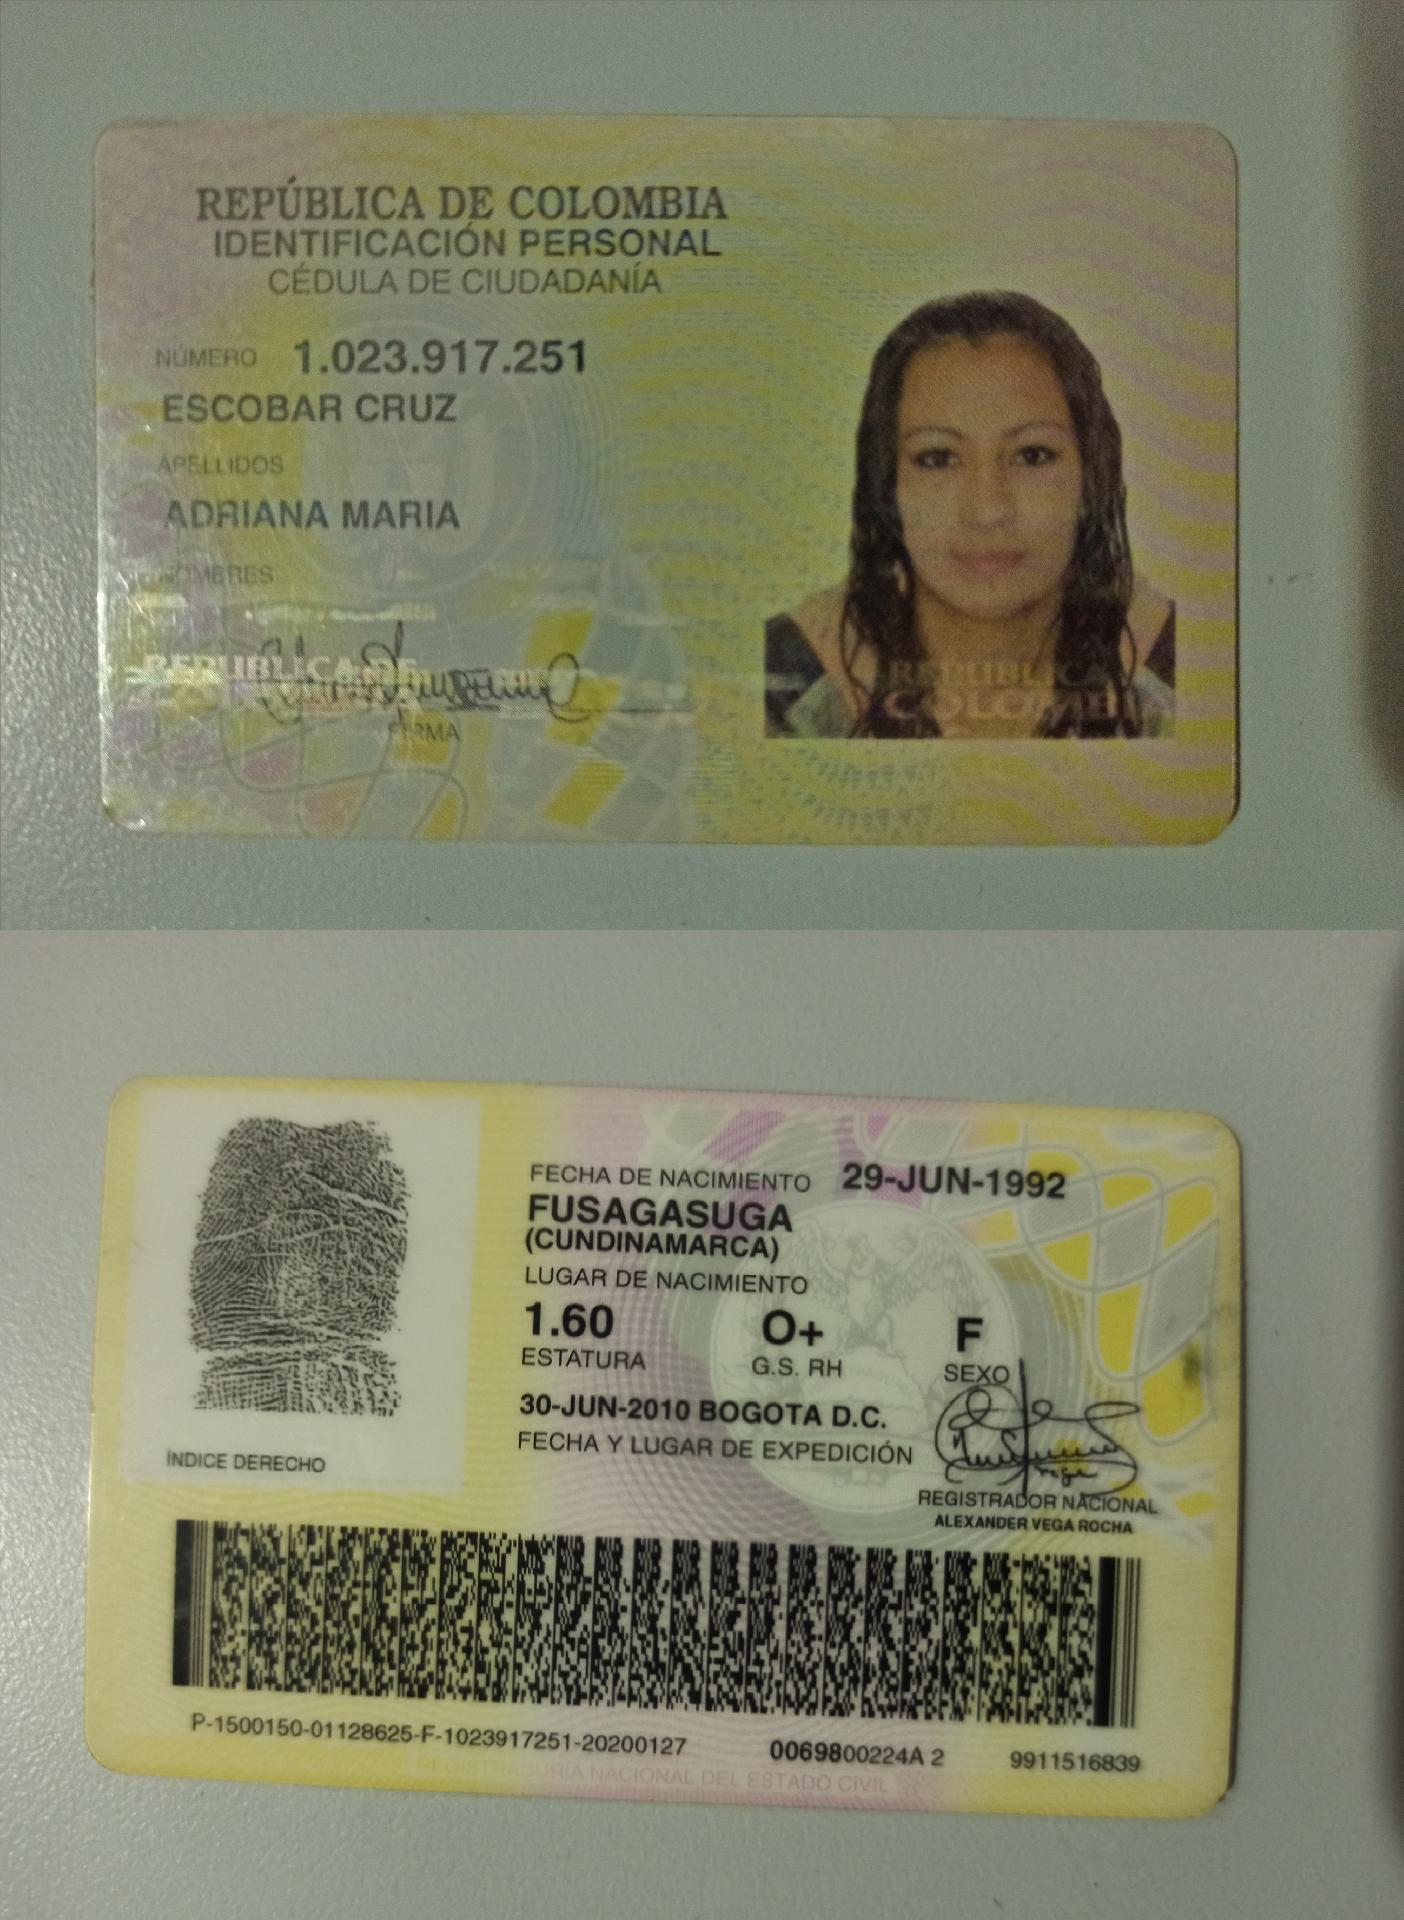 REPÚBLICA DE COLOMBIA
IDENTIFICACIÓN PERSONAL
CÉDULA DE CIUDADANÍA
NÚMERO 1.023.917.251
ESCOBAR CRUZ
APELLIDOS
ADRIANA MARIA
NOMBRES
REPUBLICA DE
FIRMA
REPUBLICA
COLOMBIA
FECHA DE NACIMIENTO 29-JUN-1992
FUSAGASUGA
(CUNDINAMARCA)
LUGAR DE NACIMIENTO
1.60 O+ F
ESTATURA G.S. RH SEXO
30-JUN-2010 BOGOTA D.C.
FECHA Y LUGAR DE EXPEDICIÓN
ÍNDICE DERECHO
REGISTRADOR NACIONAL
ALEXANDER VEGA ROCHA
P-1500150-01128625-F-1023917251-20200127 0069800224A 2 9911516839
REGISTRADURIA NACIONAL DEL ESTADO CIVIL